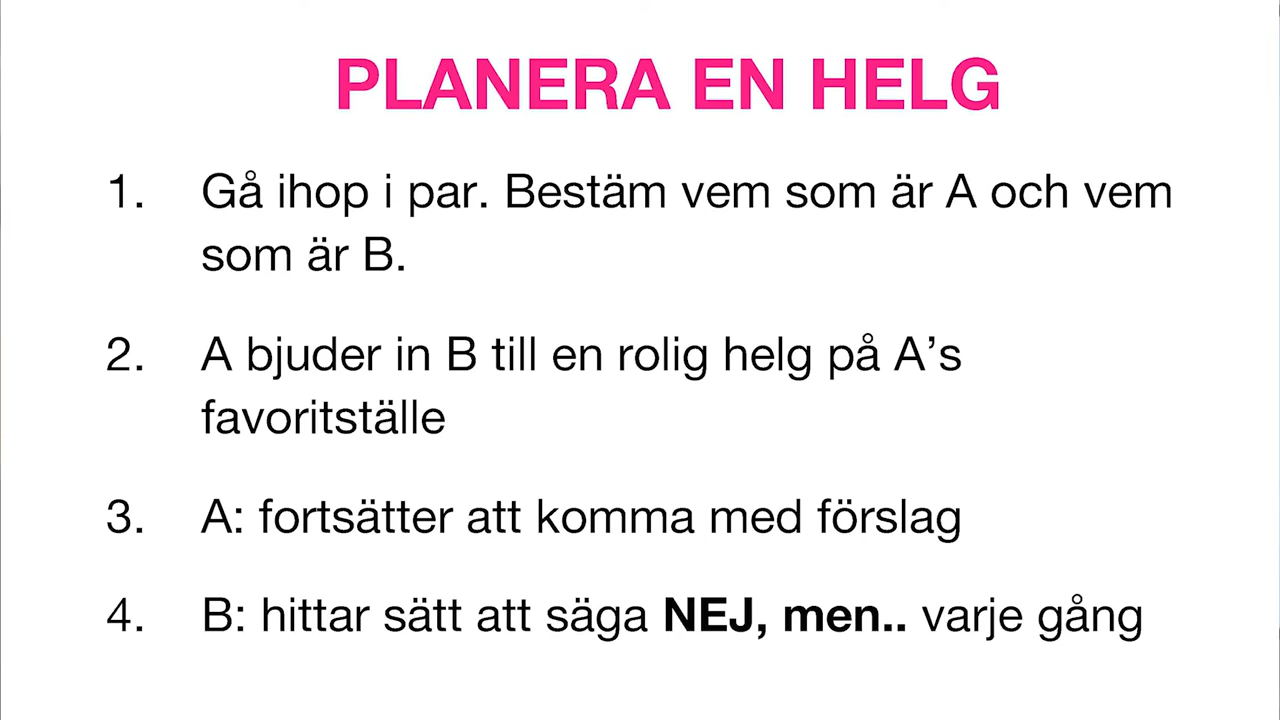 PLANERA EN HELG
1. Gå ihop i par. Bestäm vem som är A och vem
som är B.
2. A bjuder in B till en rolig helg på A’s
favoritställe
3. A: fortsätter att komma med förslag
4. B: hittar sätt att säga NEJ, men.. varje gång